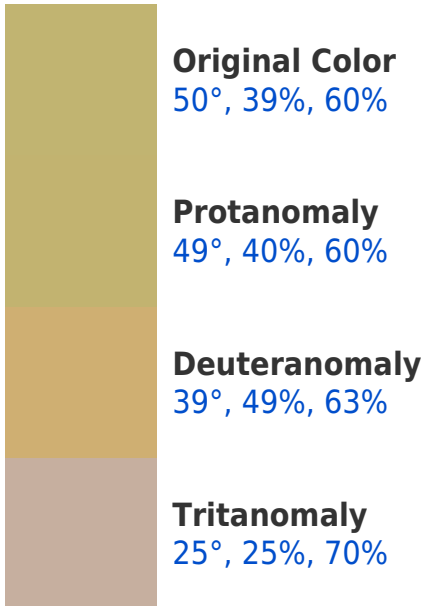 Original Color
50°, 39%, 60%
Protanomaly
49°, 40%, 60%
Deuteranomaly
39°, 49%, 63%
Tritanomaly
25°, 25%, 70%